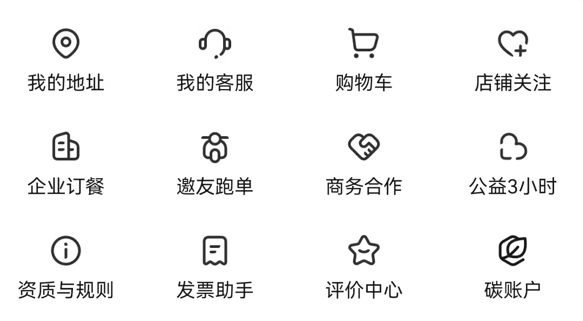 我的地址 我的客服 购物车 店铺关注
企业订餐 邀友跑单 商务合作 公益3小时
资质与规则 发票助手 评价中心 碳账户